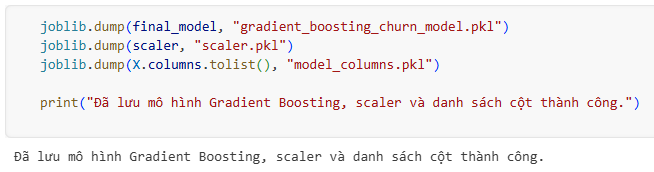 joblib.dump(final_model, "gradient_boosting_churn_model.pkl")
joblib.dump(scaler, "scaler.pkl")
joblib.dump(X.columns.tolist(), "model_columns.pkl")
print("Đã lưu mô hình Gradient Boosting, scaler và danh sách cột thành công.")
Đã lưu mô hình Gradient Boosting, scaler và danh sách cột thành công.